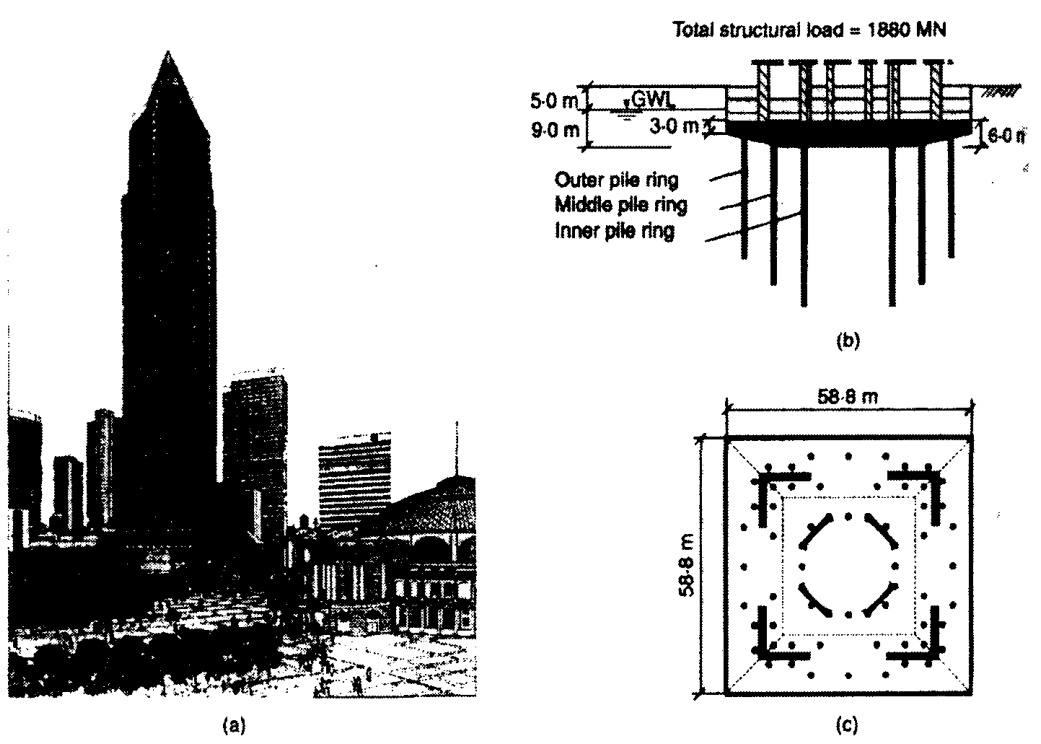 Total structural load = 1880 MN
5·0 m
GWL
9·0 m
3·0 m
6·0
Outer pile ring
Middle pile ring
Inner pile ring
(b)
58·8 m
58·8 m
(a)
(c)